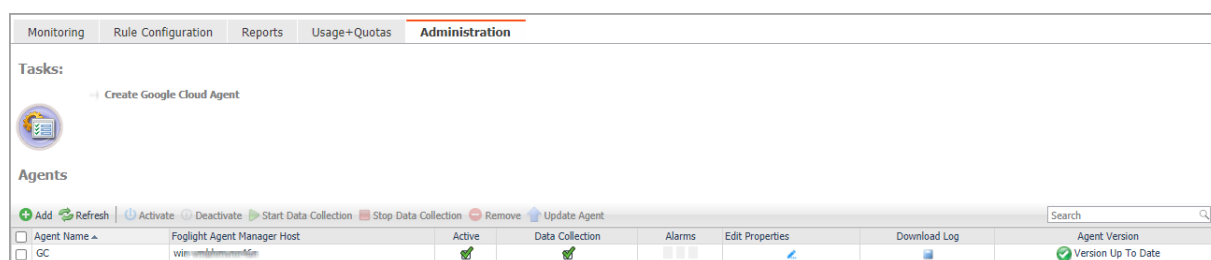 Monitoring Rule Configuration Reports Usage+Quotas Administration
Tasks:
Create Google Cloud Agent
Agents
Add Refresh Activate Deactivate Start Data Collection Stop Data Collection Remove Update Agent Search
Agent Name Foglight Agent Manager Host Active Data Collection Alarms Edit Properties Download Log Agent Version
GC Version Up To Date